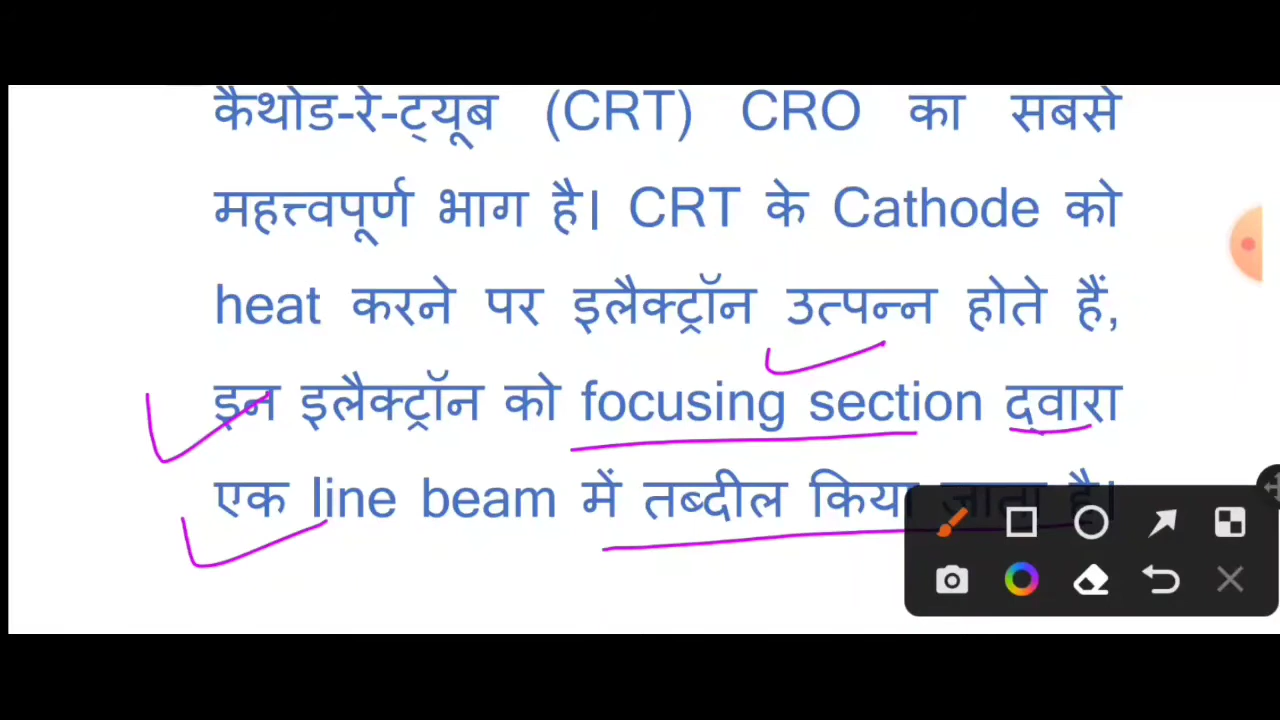 कैथोड-रे-ट्यूब (CRT) CRO का सबसे
महत्त्वपूर्ण भाग है। CRT के Cathode को
heat करने पर इलैक्ट्रॉन उत्पन्न होते हैं,
इन इलैक्ट्रॉन को focusing section द्वारा
एक line beam में तब्दील किया जाता है।